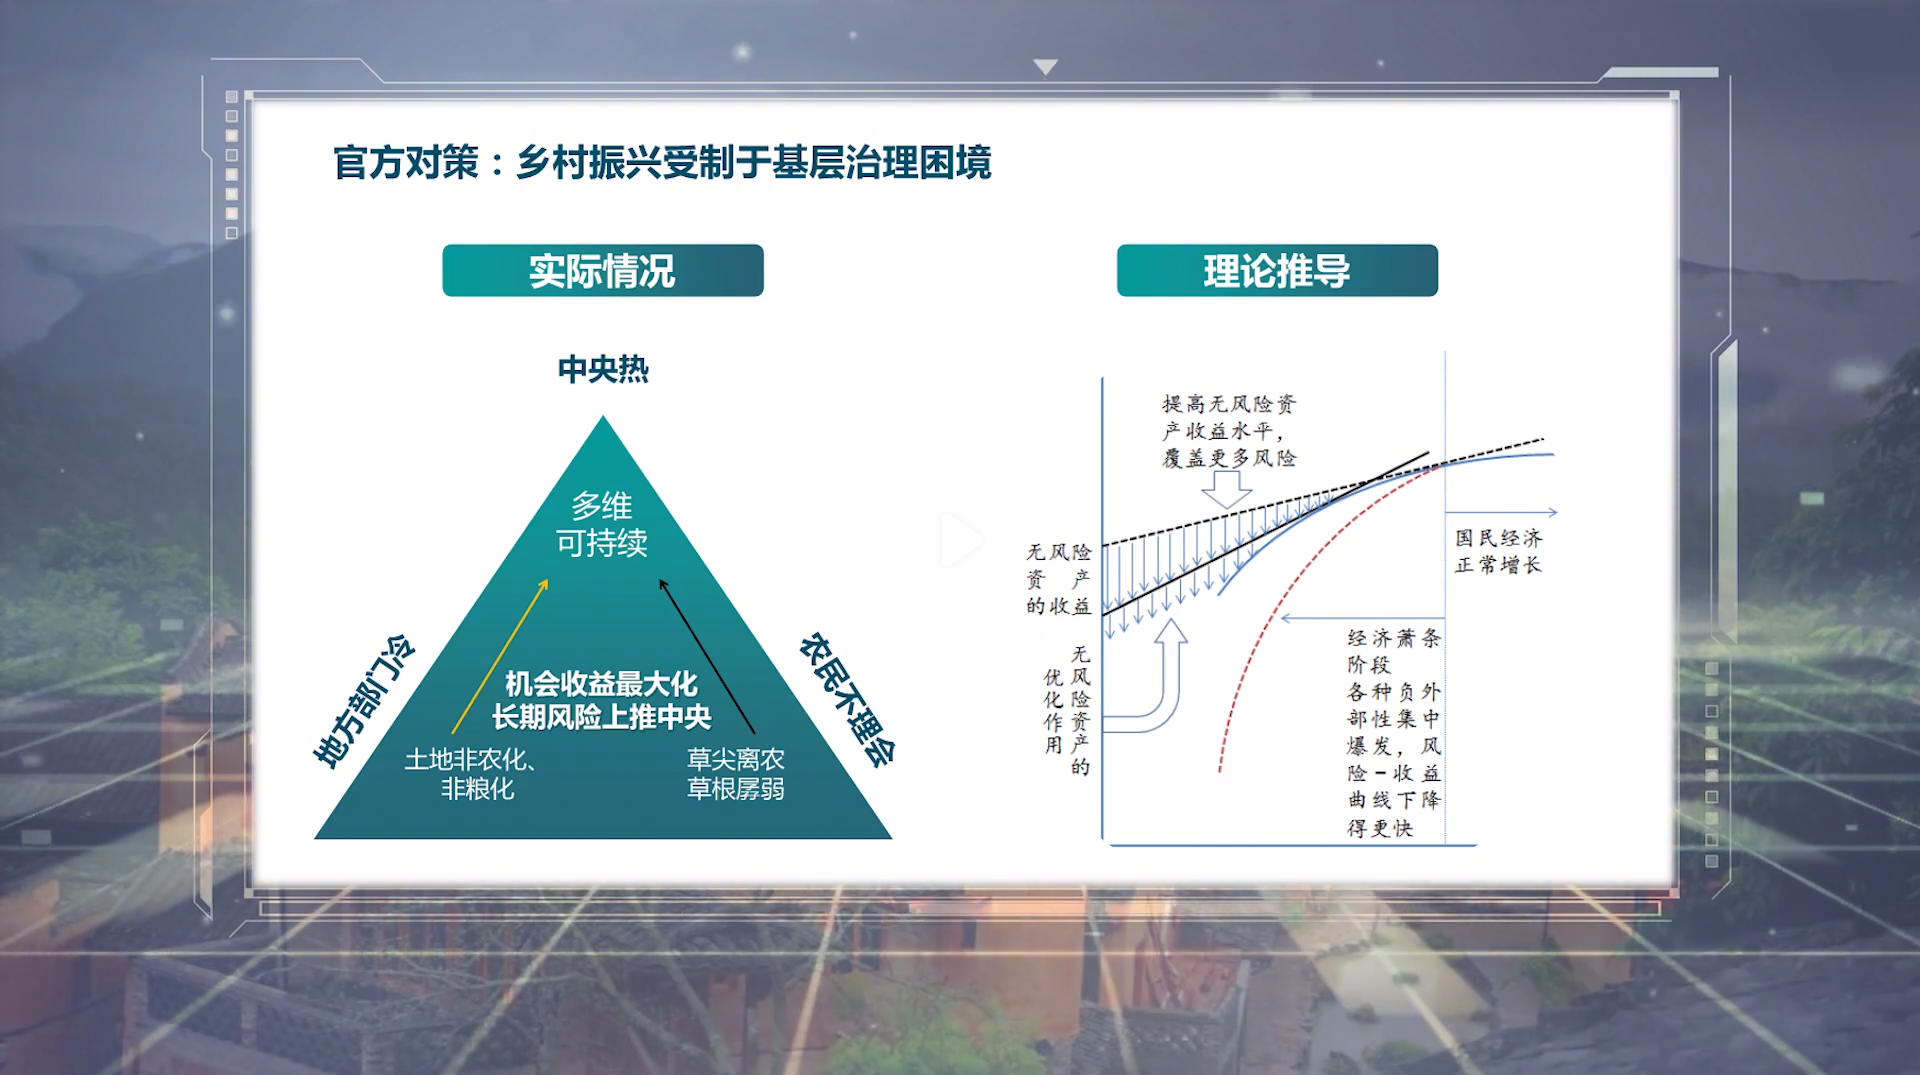 官方对策：乡村振兴受制于基层治理困境
实际情况
中央热
多维
可持续
地方部门冷
农民不理会
机会收益最大化
长期风险上推中央
土地非农化、
非粮化
草尖离农
草根孱弱
理论推导
提高无风险资
产收益水平，
覆盖更多风险
无风险
资 产
的收益
无风险资产的
优化作用
国民经济
正常增长
经济萧条
阶段
各种负外
部性集中
爆发，风
险－收益
曲线下降
得更快